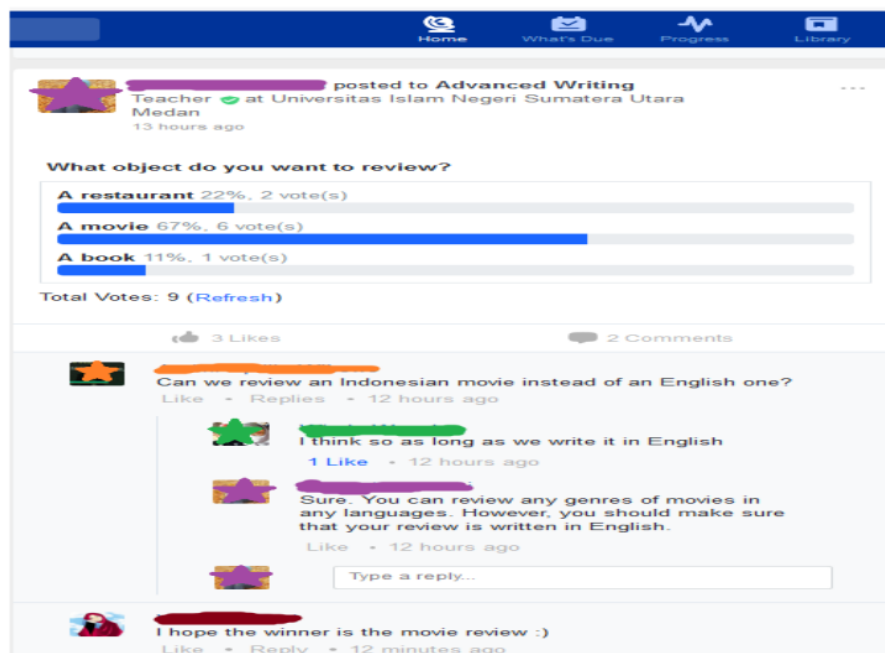 Home What's Due Progress Library
posted to Advanced Writing
Teacher at Universitas Islam Negeri Sumatera Utara
Medan
13 hours ago
What object do you want to review?
A restaurant 22%, 2 vote(s)
A movie 67%, 6 vote(s)
A book 11%, 1 vote(s)
Total Votes: 9 (Refresh)
3 Likes 2 Comments
Can we review an Indonesian movie instead of an English one?
Like • Replies • 12 hours ago
I think so as long as we write it in English
1 Like • 12 hours ago
Sure. You can review any genres of movies in
any languages. However, you should make sure
that your review is written in English.
Like • 12 hours ago
Type a reply...
I hope the winner is the movie review :)
Like • Reply • 12 minutes ago